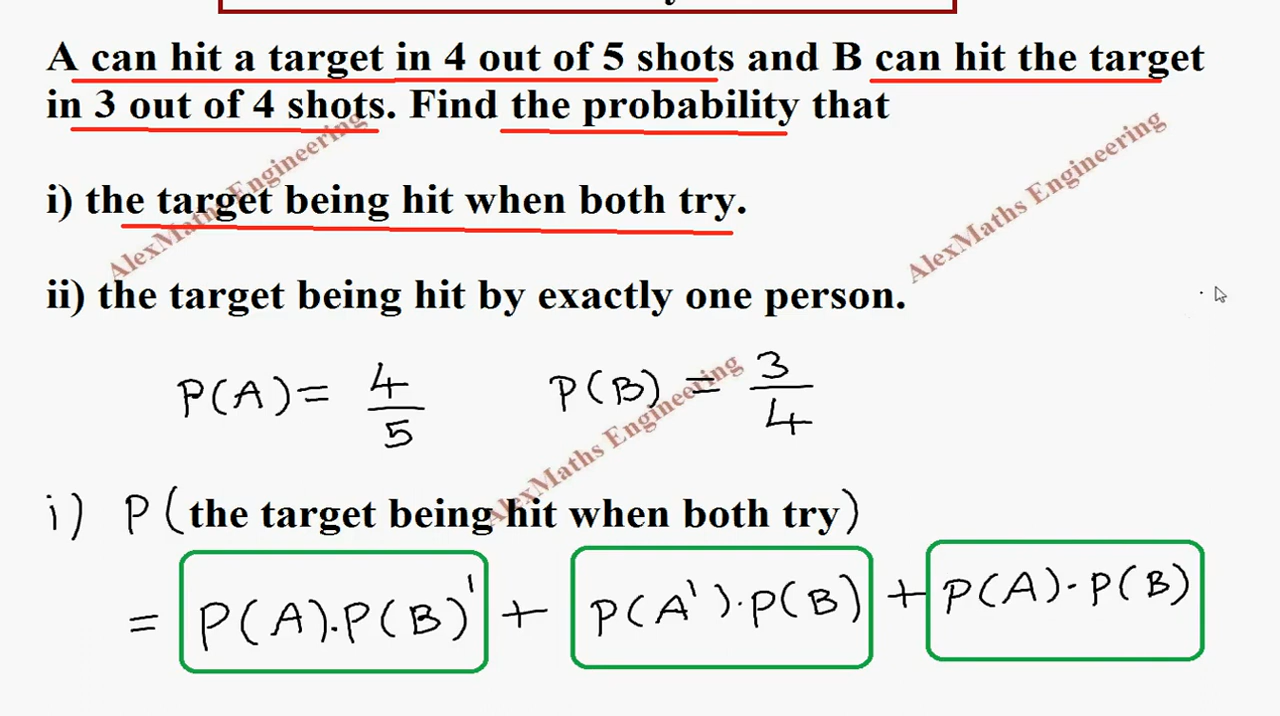 A can hit a target in 4 out of 5 shots and B can hit the target
in 3 out of 4 shots. Find the probability that
i) the target being hit when both try.
ii) the target being hit by exactly one person.
P(A) = 4/5 P(B) = 3/4
i) P(the target being hit when both try)
= P(A).P(B)' + P(A').P(B) + P(A).P(B)
AlexMaths Engineering
AlexMaths Engineering
AlexMaths Engineering